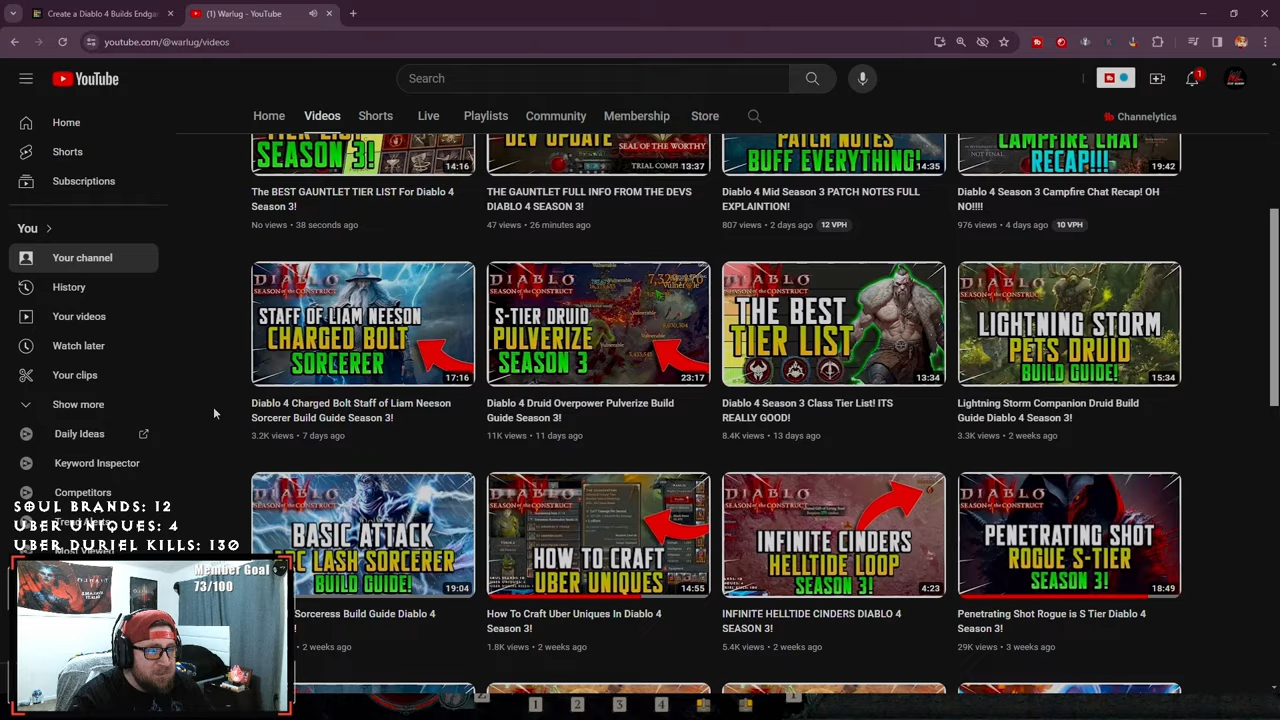 Create a Diablo 4 Builds Endga
(1) Warlug - YouTube
youtube.com/@warlug/videos
YouTube
Search
1
Home
Videos
Shorts
Live
Playlists
Community
Membership
Store
Channelytics
Home
Shorts
Subscriptions
You
Your channel
History
Your videos
Watch later
Your clips
Show more
Daily Ideas
Keyword Inspector
Competitors
Most Viewed
SOUL BRANDS: 12
UBER UNIQUES: 4
UBER DURIEL KILLS: 130
Member Goal
73/100
TIER LIST
SEASON 3!
14:16
DEV UPDATE
SEAL OF THE WORTHY
13:37
PATCH NOTES
BUFF EVERYTHING!
14:35
NOT FINAL
CAMPFIRE CHAT
RECAP!!!
19:42
The BEST GAUNTLET TIER LIST For Diablo 4
Season 3!
No views • 38 seconds ago
THE GAUNTLET FULL INFO FROM THE DEVS
DIABLO 4 SEASON 3!
47 views • 26 minutes ago
Diablo 4 Mid Season 3 PATCH NOTES FULL
EXPLAINTION!
807 views • 2 days ago 12 VPH
Diablo 4 Season 3 Campfire Chat Recap! OH
NO!!!!
976 views • 4 days ago 10 VPH
DIABLO
SEASON OF THE CONSTRUCT
STAFF OF LIAM NEESON
CHARGED BOLT
SORCERER
17:16
DIABLO
SEASON OF THE CONSTRUCT
S-TIER DRUID
PULVERIZE
SEASON 3
23:17
DIABLO
SEASON OF THE CONSTRUCT
THE BEST
TIER LIST
13:34
DIABLO
SEASON OF THE CONSTRUCT
LIGHTNING STORM
PETS DRUID
BUILD GUIDE!
15:34
Diablo 4 Charged Bolt Staff of Liam Neeson
Sorcerer Build Guide Season 3!
3.2K views • 7 days ago
Diablo 4 Druid Overpower Pulverize Build
Guide Season 3!
11K views • 11 days ago
Diablo 4 Season 3 Class Tier List! ITS
REALLY GOOD!
8.4K views • 13 days ago
Lightning Storm Companion Druid Build
Guide Diablo 4 Season 3!
3.3K views • 2 weeks ago
DIABLO
SEASON OF THE CONSTRUCT
BASIC ATTACK
ARC LASH SORCERER
BUILD GUIDE!
19:04
DIABLO
SEASON OF THE CONSTRUCT
HOW TO CRAFT
UBER UNIQUES
14:55
DIABLO
SEASON OF THE CONSTRUCT
INFINITE CINDERS
HELLTIDE LOOP
SEASON 3!
4:23
DIABLO
SEASON OF THE CONSTRUCT
PENETRATING SHOT
ROGUE S-TIER
SEASON 3!
18:49
Sorceress Build Guide Diablo 4
• 2 weeks ago
How To Craft Uber Uniques In Diablo 4
Season 3!
1.8K views • 2 weeks ago
INFINITE HELLTIDE CINDERS DIABLO 4
SEASON 3!
5.4K views • 2 weeks ago
Penetrating Shot Rogue is S Tier Diablo 4
Season 3!
29K views • 3 weeks ago
1
2
3
4